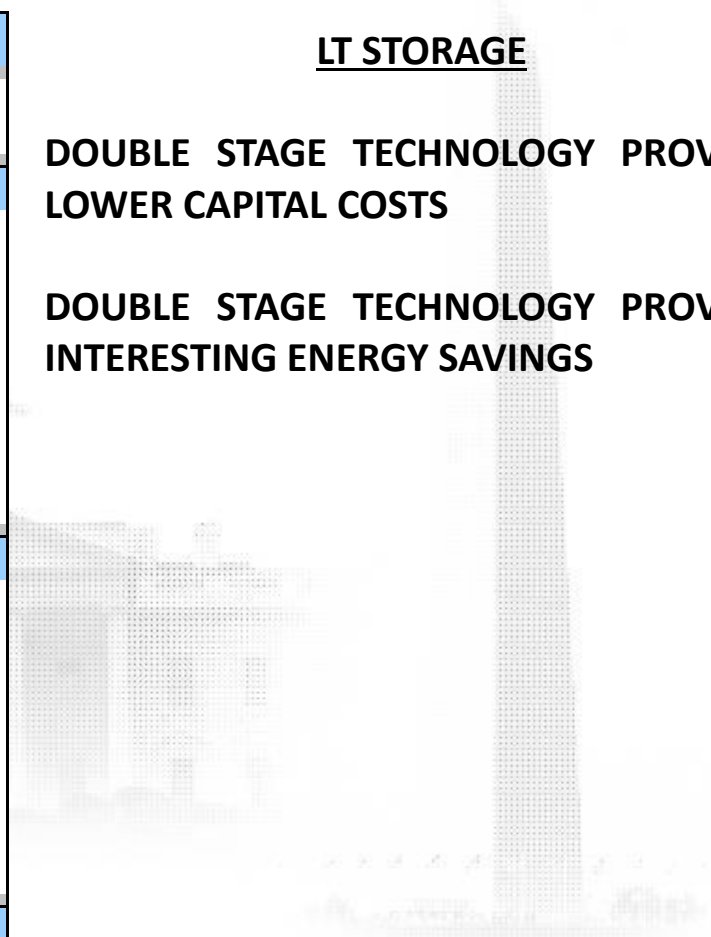 LT STORAGE
DOUBLE STAGE TECHNOLOGY PROV
LOWER CAPITAL COSTS
DOUBLE STAGE TECHNOLOGY PROV
INTERESTING ENERGY SAVINGS